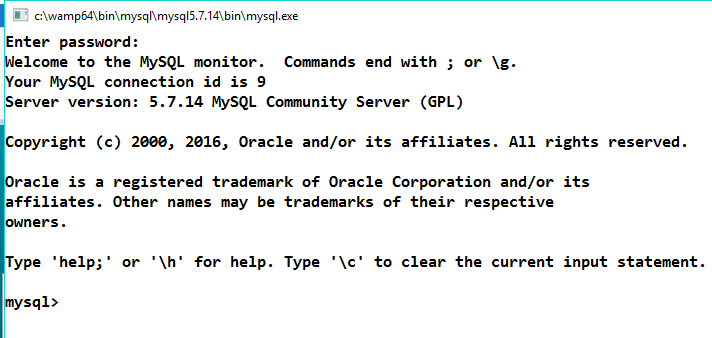 c:\wamp64\bin\mysql\mysql5.7.14\bin\mysql.exe
Enter password:
Welcome to the MySQL monitor.  Commands end with ; or \g.
Your MySQL connection id is 9
Server version: 5.7.14 MySQL Community Server (GPL)
Copyright (c) 2000, 2016, Oracle and/or its affiliates. All rights reserved.
Oracle is a registered trademark of Oracle Corporation and/or its
affiliates. Other names may be trademarks of their respective
owners.
Type 'help;' or '\h' for help. Type '\c' to clear the current input statement.
mysql>